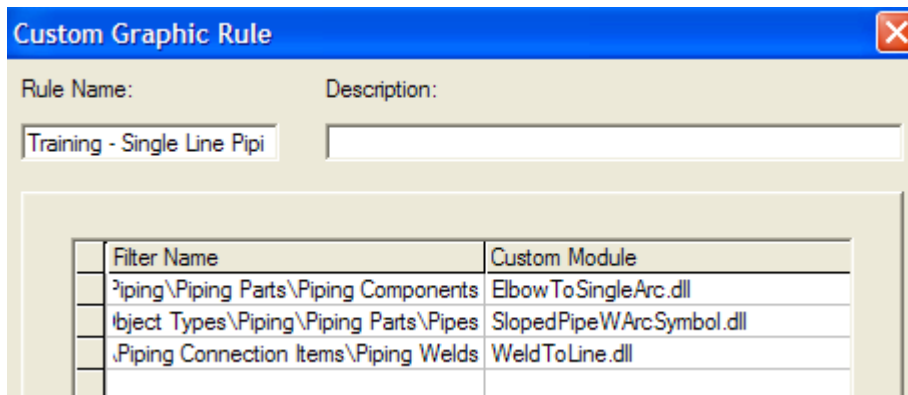 Custom Graphic Rule
Rule Name: Description:
Training - Single Line Pipi
Filter Name Custom Module
Piping\Piping Parts\Piping Components ElbowToSingleArc.dll
bject Types\Piping\Piping Parts\Pipes SlopedPipeWArcSymbol.dll
.Piping Connection Items\Piping Welds WeldToLine.dll